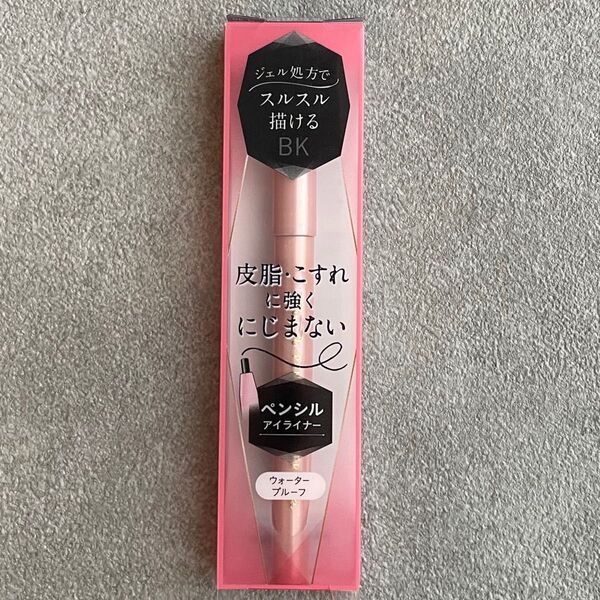 ジェル処方で
スルスル
描ける
BK
皮脂・こすれ
に強く
にじまない
ペンシル
アイライナー
ウォーター
プルーフ